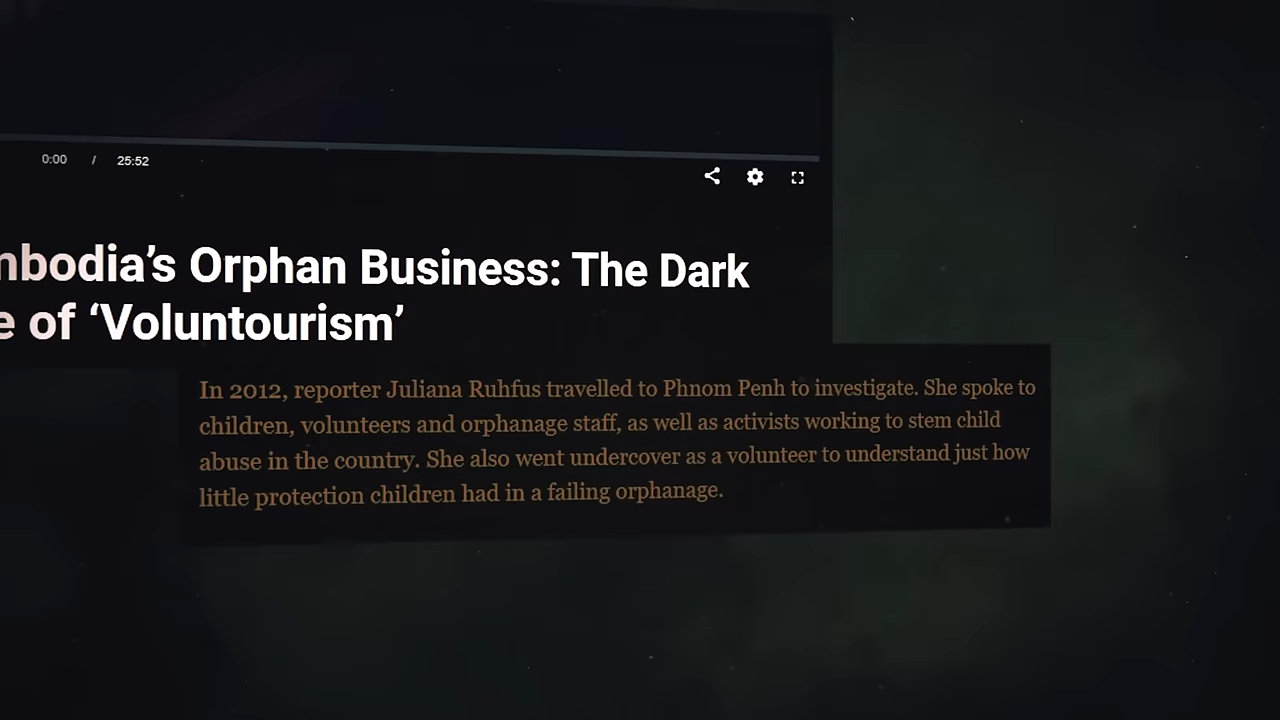 0:00 / 25:52
mbodia’s Orphan Business: The Dark
e of ‘Voluntourism’
In 2012, reporter Juliana Ruhfus travelled to Phnom Penh to investigate. She spoke to
children, volunteers and orphanage staff, as well as activists working to stem child
abuse in the country. She also went undercover as a volunteer to understand just how
little protection children had in a failing orphanage.